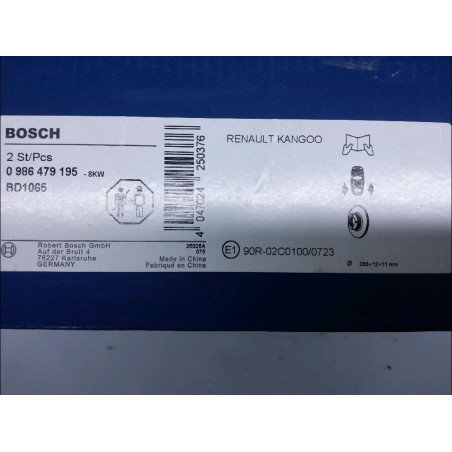 BOSCH
2 St/Pcs
0 986 479 195 - 8KW
BD1065
4 047024 250376
RENAULT KANGOO
Robert Bosch GmbH
Auf der Breit 4
76227 Karlsruhe
GERMANY
076
Made in China
Fabriqué en Chine
E1 90R-02C0100/0723